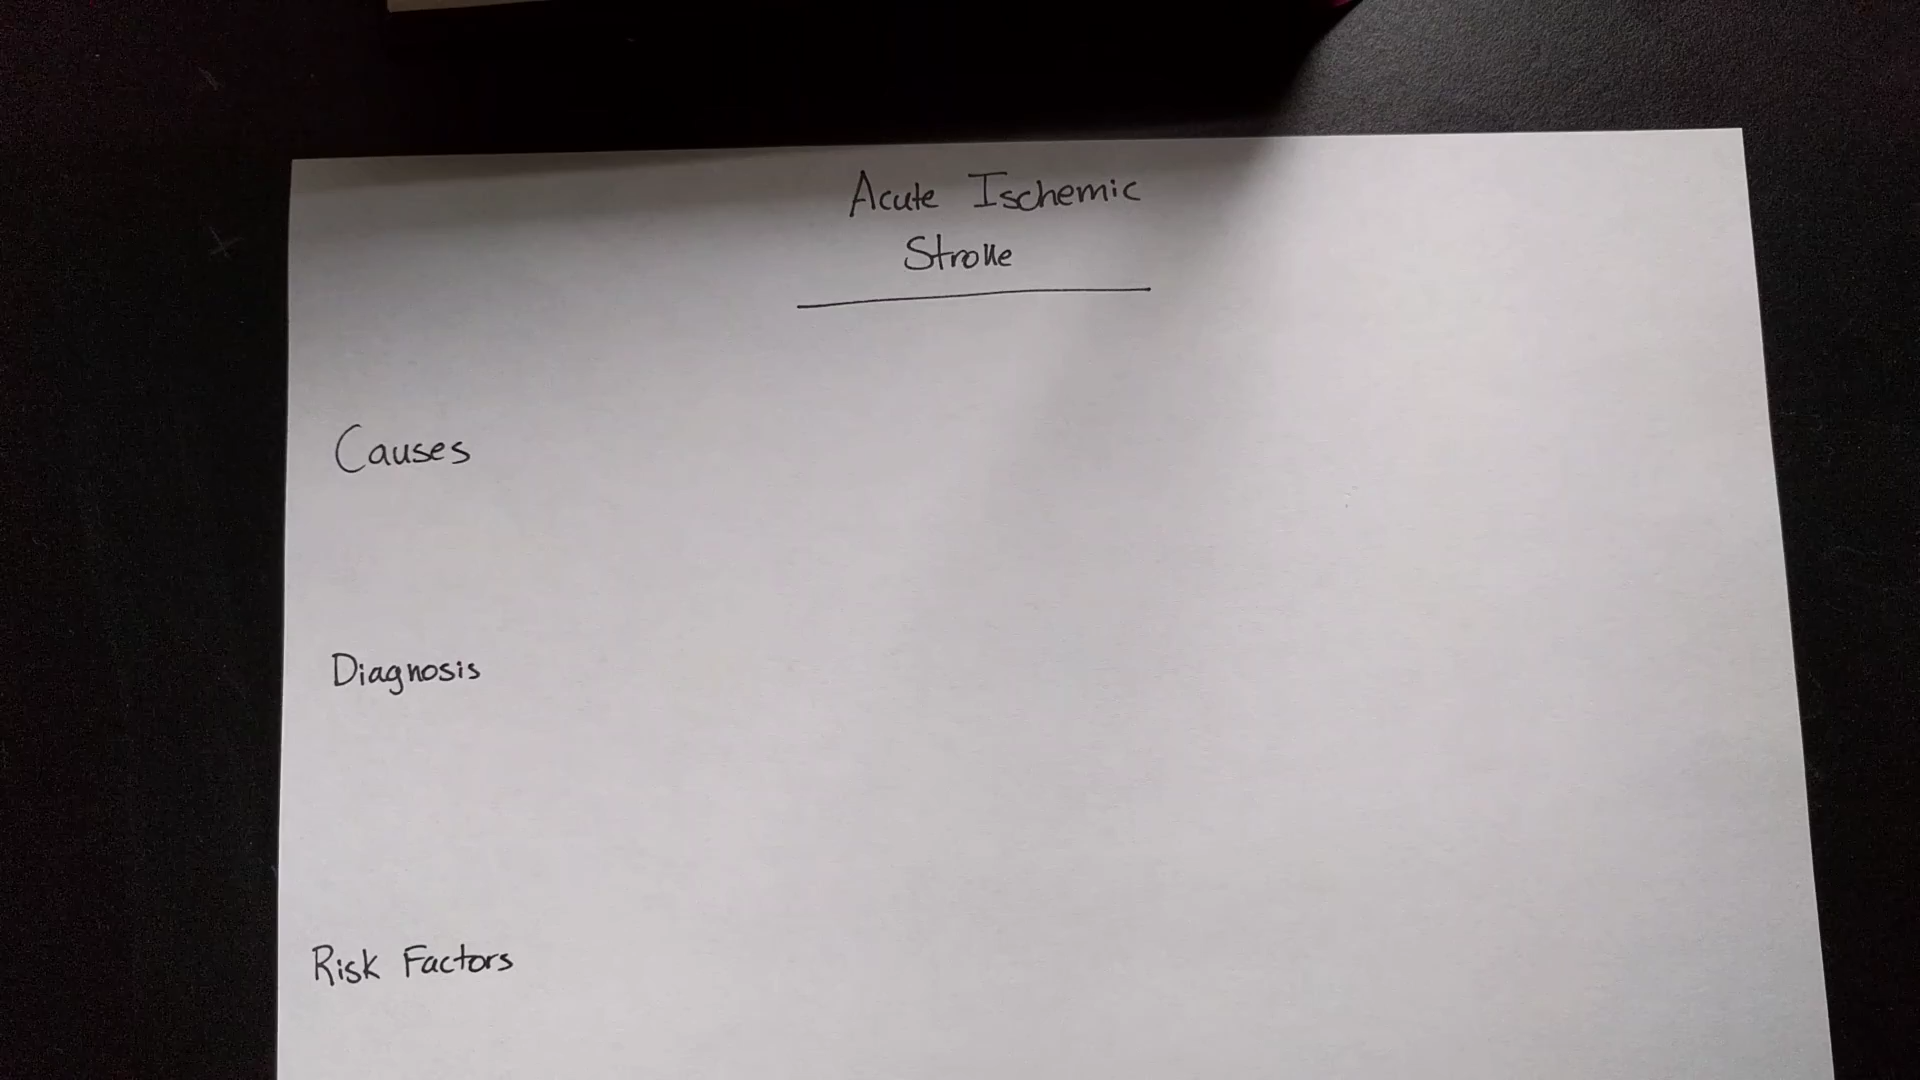 Acute Ischemic
Stroke
Causes
Diagnosis
Risk Factors